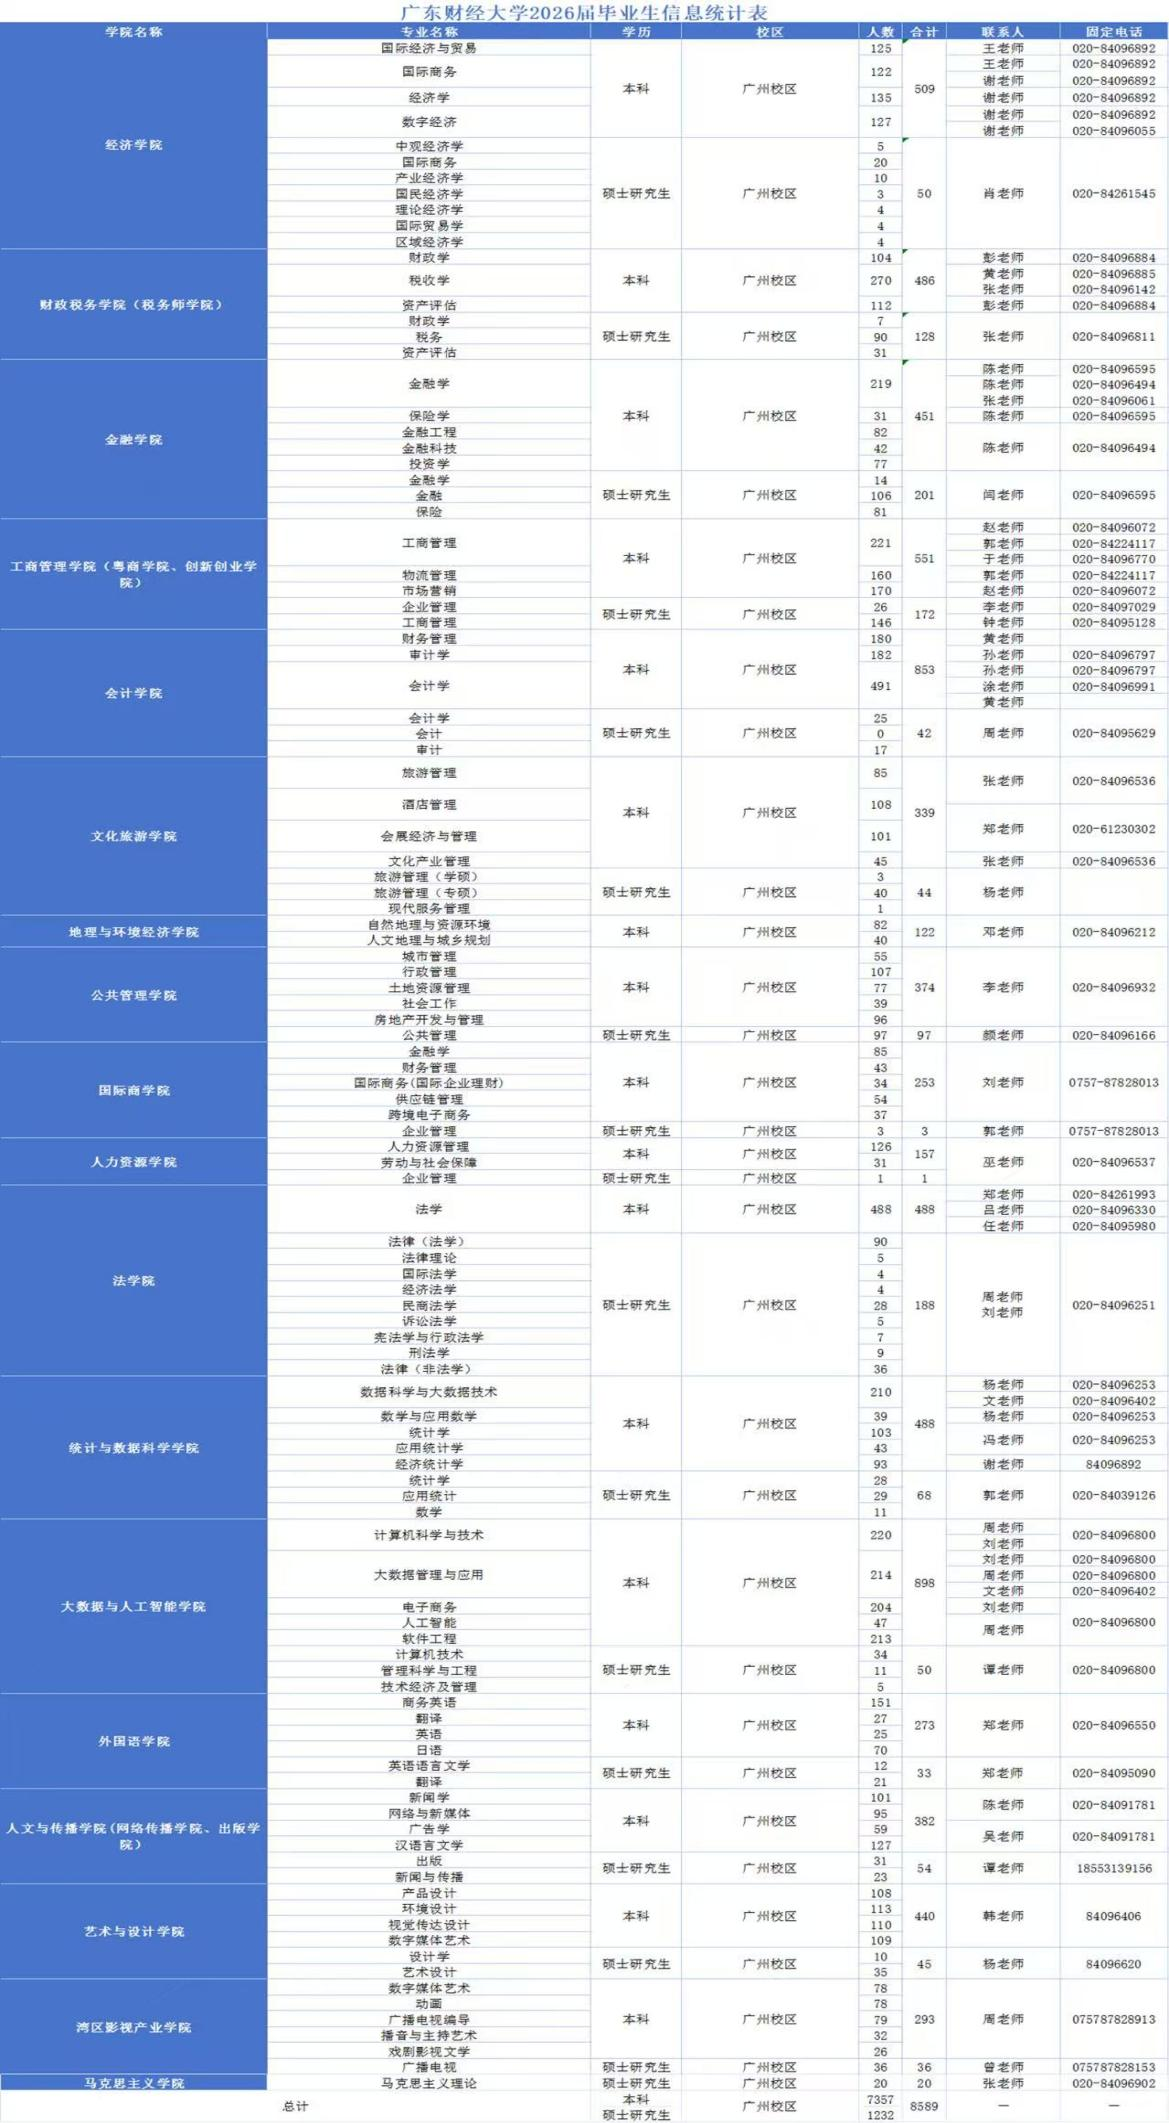 广东财经大学2026届毕业生信息统计表
学院名称 专业名称 学历 校区 人数 合计 联系人 固定电话
经济学院 国际经济与贸易 本科 广州校区 125 509 王老师 020-84096892
国际商务 122 王老师 020-84096892
谢老师 020-84096892
经济学 135 谢老师 020-84096892
数字经济 127 谢老师 020-84096892
谢老师 020-84096055
中观经济学 硕士研究生 广州校区 5 50 肖老师 020-84261545
国际商务 20
产业经济学 10
国民经济学 3
理论经济学 4
国际贸易学 4
区域经济学 4
财政税务学院（税务师学院） 财政学 本科 广州校区 104 486 彭老师 020-84096884
税收学 270 黄老师 020-84096885
张老师 020-84096142
资产评估 112 彭老师 020-84096884
财政学 硕士研究生 广州校区 7 128 张老师 020-84096811
税务 90
资产评估 31
金融学院 金融学 本科 广州校区 219 451 陈老师 020-84096595
陈老师 020-84096494
张老师 020-84096061
保险学 31 陈老师 020-84096595
金融工程 82 陈老师 020-84096494
金融科技 42
投资学 77
金融学 硕士研究生 广州校区 14 201 闫老师 020-84096595
金融 106
保险 81
工商管理学院（粤商学院、创新创业学
院） 工商管理 本科 广州校区 221 551 赵老师 020-84096072
郭老师 020-84224117
于老师 020-84096770
物流管理 160 郭老师 020-84224117
市场营销 170 赵老师 020-84096072
企业管理 硕士研究生 广州校区 26 172 李老师 020-84097029
工商管理 146 钟老师 020-84095128
会计学院 财务管理 本科 广州校区 180 853 黄老师
审计学 182 孙老师 020-84096797
会计学 491 孙老师 020-84096797
涂老师 020-84096991
黄老师
会计学 硕士研究生 广州校区 25 42 周老师 020-84095629
会计 0
审计 17
文化旅游学院 旅游管理 本科 广州校区 85 339 张老师 020-84096536
酒店管理 108
会展经济与管理 101 郑老师 020-61230302
文化产业管理 45 张老师 020-84096536
旅游管理（学硕） 硕士研究生 广州校区 3 44 杨老师
旅游管理（专硕） 40
现代服务管理 1
地理与环境经济学院 自然地理与资源环境 本科 广州校区 82 122 邓老师 020-84096212
人文地理与城乡规划 40
公共管理学院 城市管理 本科 广州校区 55 374 李老师 020-84096932
行政管理 107
土地资源管理 77
社会工作 39
房地产开发与管理 96
公共管理 硕士研究生 广州校区 97 97 颜老师 020-84096166
国际商学院 金融学 本科 广州校区 85 253 刘老师 0757-87828013
财务管理 43
国际商务(国际企业理财) 34
供应链管理 54
跨境电子商务 37
企业管理 硕士研究生 广州校区 3 3 郭老师 0757-87828013
人力资源学院 人力资源管理 本科 广州校区 126 157 巫老师 020-84096537
劳动与社会保障 31
企业管理 硕士研究生 广州校区 1 1
法学院 法学 本科 广州校区 488 488 郑老师 020-84261993
吕老师 020-84096330
任老师 020-84095980
法律（法学） 硕士研究生 广州校区 90 188 周老师 020-84096251
刘老师
法律理论 5
国际法学 4
经济法学 4
民商法学 28
诉讼法学 5
宪法学与行政法学 7
刑法学 9
法律（非法学） 36
统计与数据科学学院 数据科学与大数据技术 本科 广州校区 210 488 杨老师 020-84096253
文老师 020-84096402
数学与应用数学 39 杨老师 020-84096253
统计学 103 冯老师 020-84096253
应用统计学 43
经济统计学 93 谢老师 84096892
统计学 硕士研究生 广州校区 28 68 郭老师 020-84039126
应用统计 29
数学 11
大数据与人工智能学院 计算机科学与技术 本科 广州校区 220 898 周老师 020-84096800
刘老师
大数据管理与应用 214 刘老师 020-84096800
周老师 020-84096800
文老师 020-84096402
电子商务 204 刘老师 020-84096800
人工智能 47 周老师
软件工程 213
计算机技术 硕士研究生 广州校区 34 50 谭老师 020-84096800
管理科学与工程 11
技术经济及管理 5
外国语学院 商务英语 本科 广州校区 151 273 郑老师 020-84096550
翻译 27
英语 25
日语 70
英语语言文学 硕士研究生 广州校区 12 33 郑老师 020-84095090
翻译 21
人文与传播学院(网络传播学院、出版学
院） 新闻学 本科 广州校区 101 382 陈老师 020-84091781
网络与新媒体 95
广告学 59 吴老师 020-84091781
汉语言文学 127
出版 硕士研究生 广州校区 31 54 谭老师 18553139156
新闻与传播 23
艺术与设计学院 产品设计 本科 广州校区 108 440 韩老师 84096406
环境设计 113
视觉传达设计 110
数字媒体艺术 109
设计学 硕士研究生 广州校区 10 45 杨老师 84096620
艺术设计 35
湾区影视产业学院 数字媒体艺术 本科 广州校区 78 293 周老师 075787828913
动画 78
广播电视编导 79
播音与主持艺术 32
戏剧影视文学 26
广播电视 硕士研究生 广州校区 36 36 曾老师 075787828153
马克思主义学院 马克思主义理论 硕士研究生 广州校区 20 20 张老师 020-84096902
总计 本科 广州校区 7357 8589 — —
硕士研究生 1232